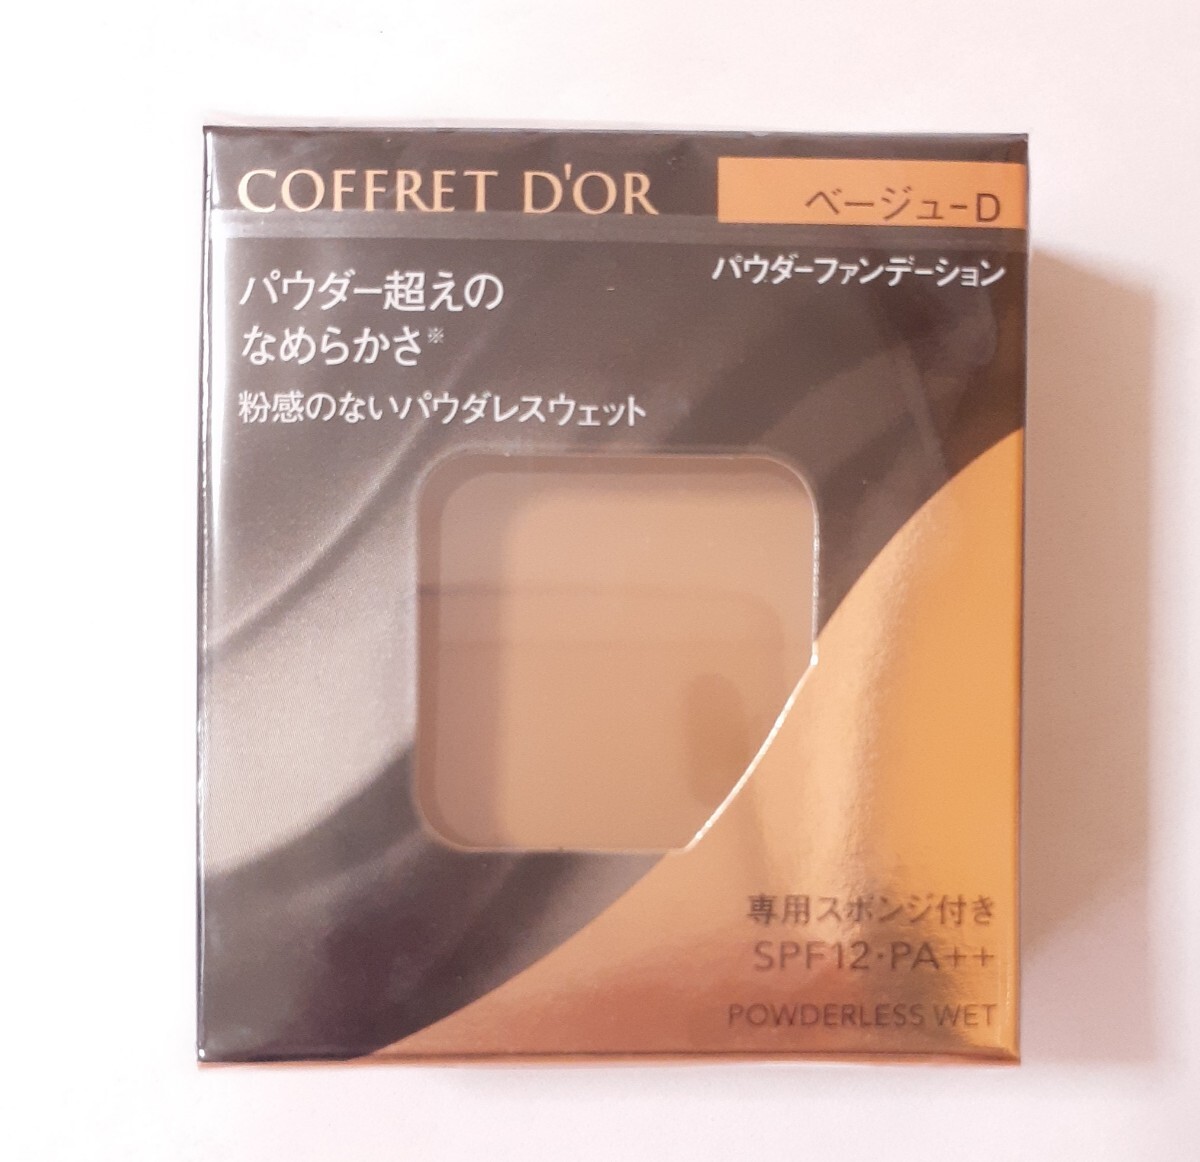 COFFRET D'OR
ベージュ-D
パウダーファンデーション
パウダー超えの
なめらかさ※
粉感のないパウダレスウェット
専用スポンジ付き
SPF12・PA++
POWDERLESS WET